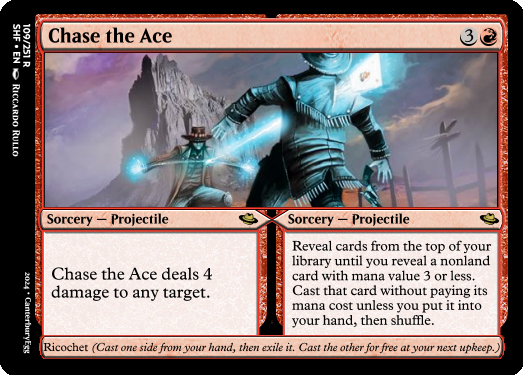 Chase the Ace 3
Sorcery — Projectile
Chase the Ace deals 4
damage to any target.
Sorcery — Projectile
Reveal cards from the top of your
library until you reveal a nonland
card with mana value 3 or less.
Cast that card without paying its
mana cost unless you put it into
your hand, then shuffle.
Ricochet (Cast one side from your hand, then exile it. Cast the other for free at your next upkeep.)
109/251 R
SHF • EN Riccardo Rullo
2024 • CanterburyEgg